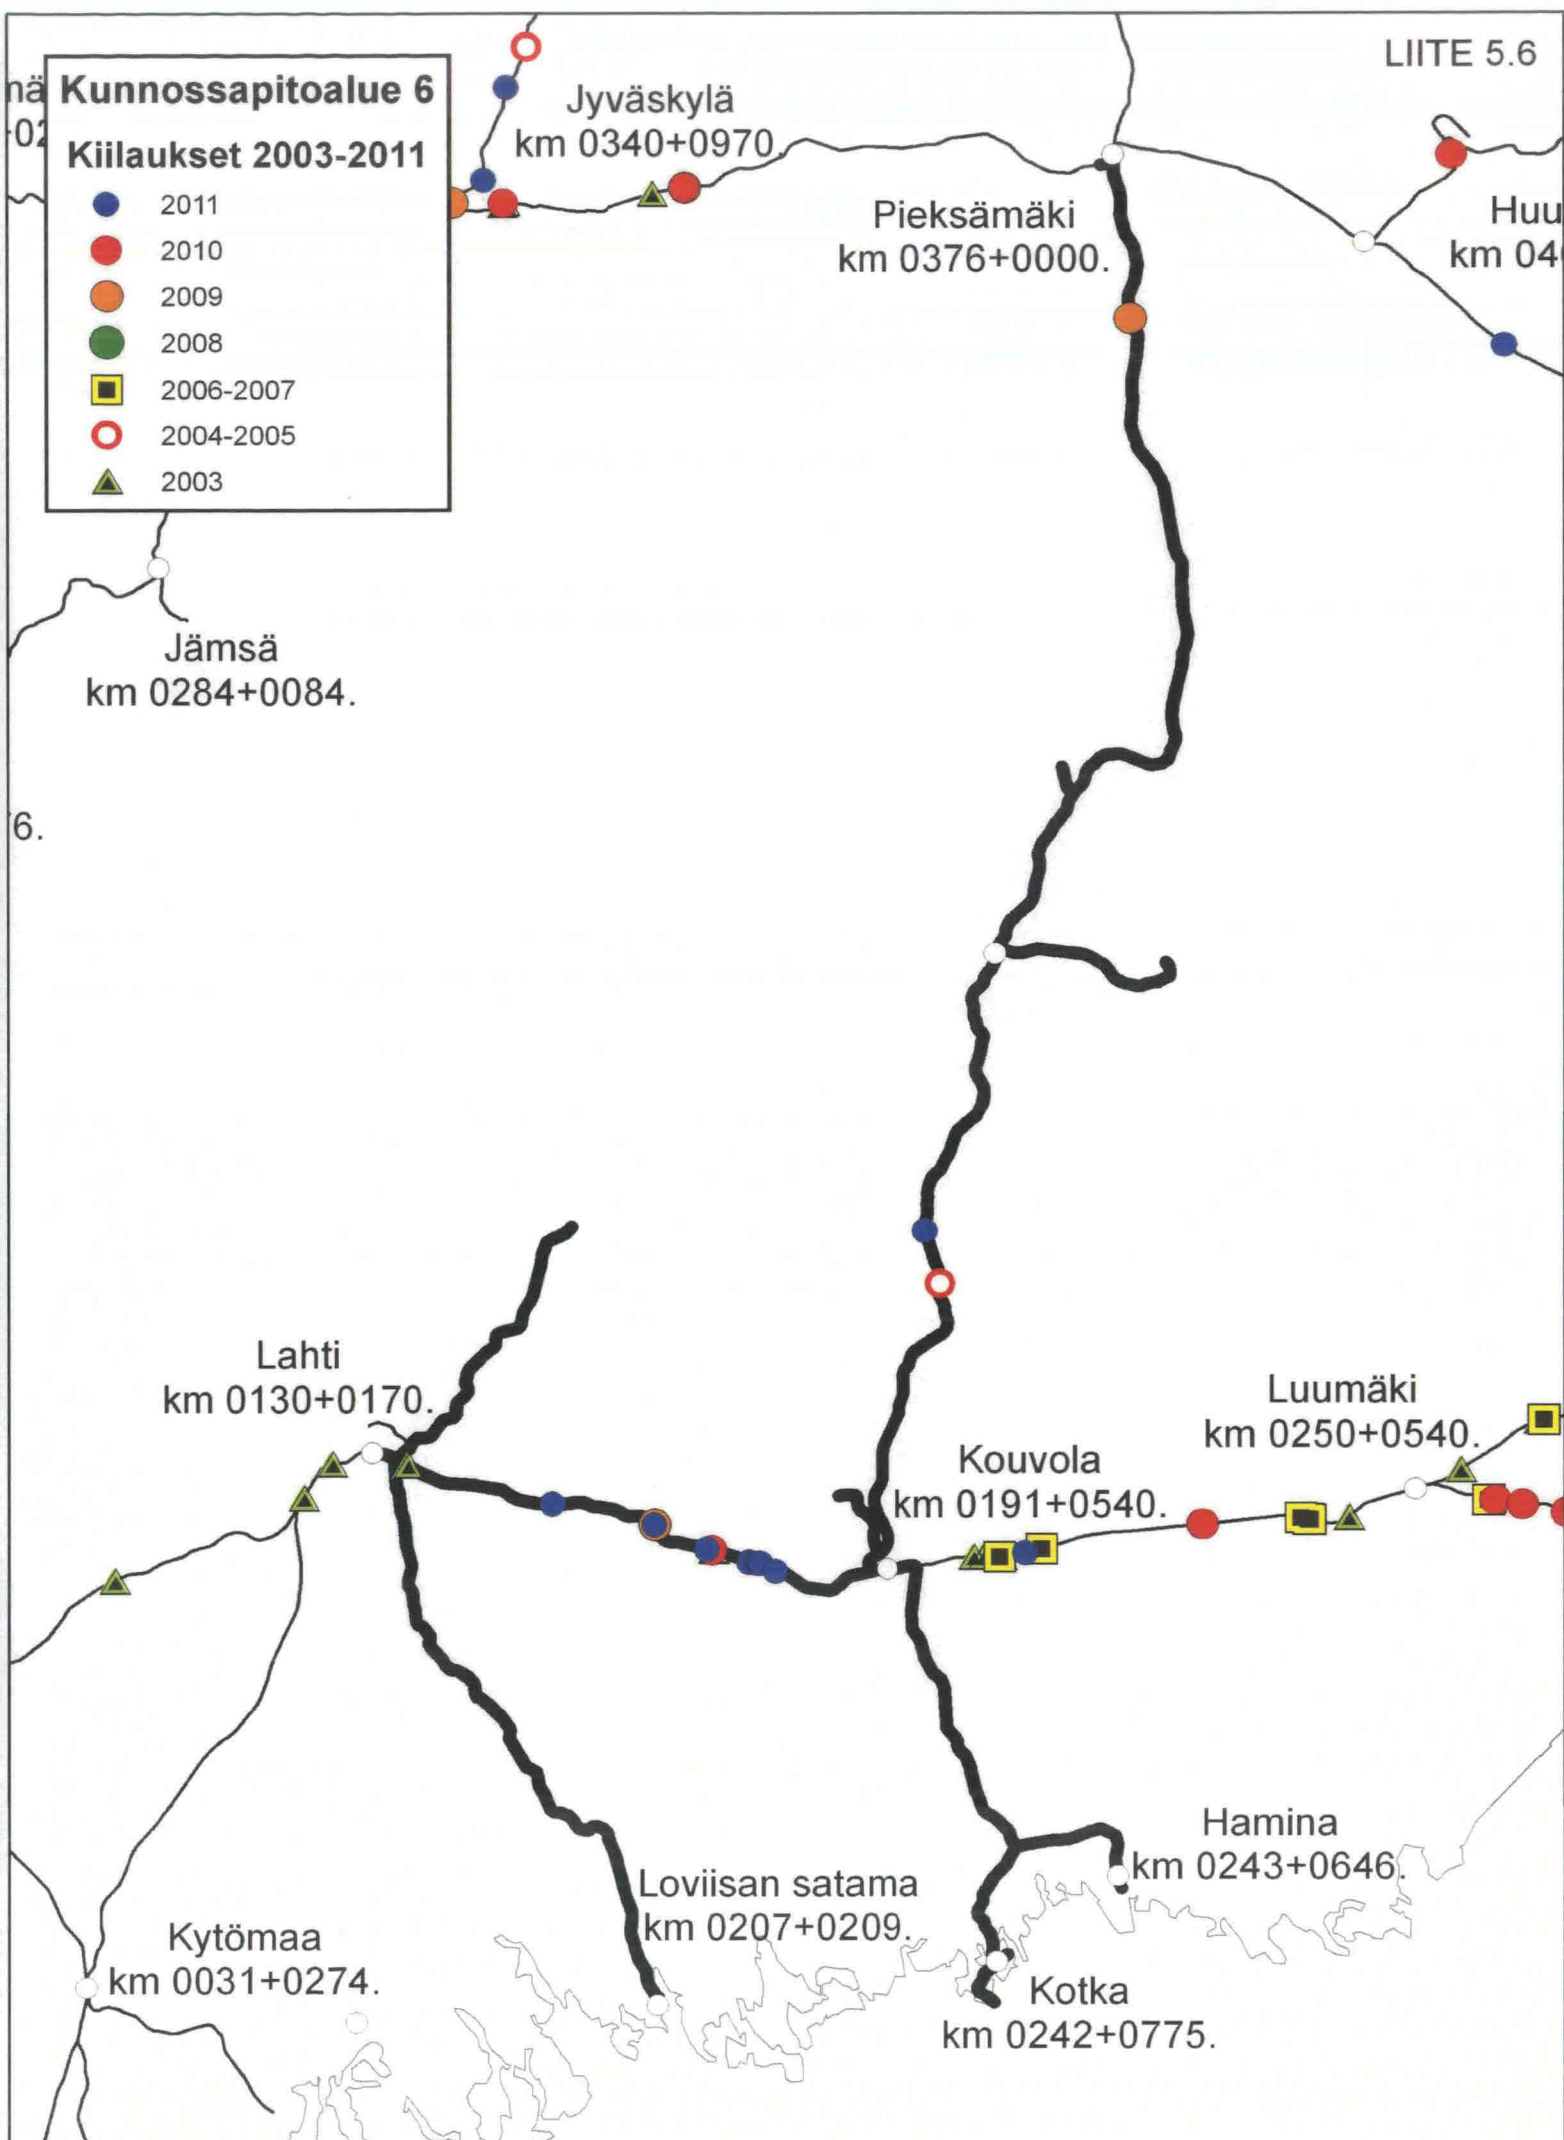 LIITE 5.6
Kunnossapitoalue 6
Kiilaukset 2003-2011
2011
2010
2009
2008
2006-2007
2004-2005
2003
Jyväskylä
km 0340+0970.
Pieksämäki
km 0376+0000.
Huu
km 04
Jämsä
km 0284+0084.
6.
Lahti
km 0130+0170.
Luumäki
km 0250+0540.
Kouvola
km 0191+0540.
Hamina
km 0243+0646.
Loviisan satama
km 0207+0209.
Kytömaa
km 0031+0274.
Kotka
km 0242+0775.